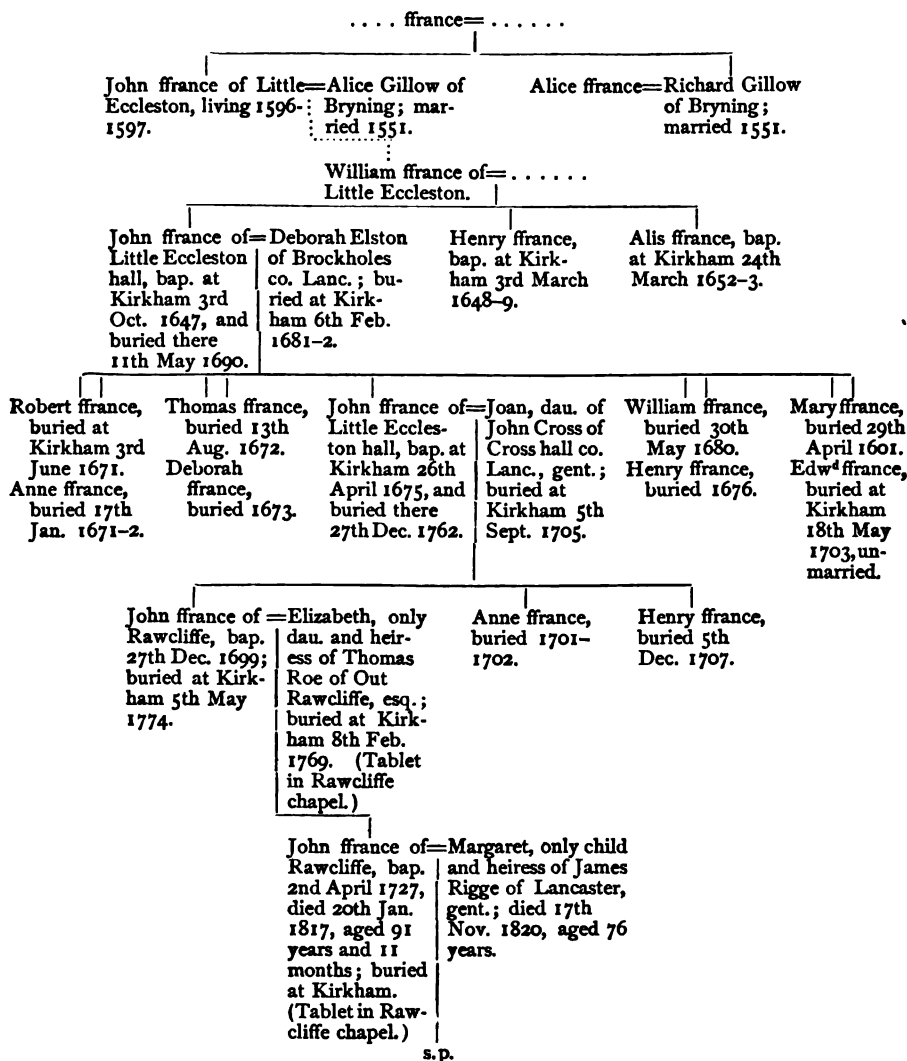 . . . . ffrance= . . . . . .
John ffrance of Little=Alice Gillow of
Eccleston, living 1596-
1597.
Bryning; mar-
ried 1551.
Alice ffrance=Richard Gillow
of Bryning;
married 1551.
William ffrance of= . . . . . .
Little Eccleston.
John ffrance of=
Little Eccleston
hall, bap. at
Kirkham 3rd
Oct. 1647, and
buried there
11th May 1690.
Deborah Elston
of Brockholes
co. Lanc.; bu-
ried at Kirk-
ham 6th Feb.
1681-2.
Henry ffrance,
bap. at Kirk-
ham 3rd March
1648-9.
Alis ffrance, bap.
at Kirkham 24th
March 1652-3.
Robert ffrance,
buried at
Kirkham 3rd
June 1671.
Anne ffrance,
buried 17th
Jan. 1671-2.
Thomas ffrance,
buried 13th
Aug. 1672.
Deborah
ffrance,
buried 1673.
John ffrance of=
Little Eccles-
ton hall, bap. at
Kirkham 26th
April 1675, and
buried there
27th Dec. 1762.
Joan, dau. of
John Cross of
Cross hall co.
Lanc., gent.;
buried at
Kirkham 5th
Sept. 1705.
William ffrance,
buried 30th
May 1680.
Henry ffrance,
buried 1676.
Mary ffrance,
buried 29th
April 1601.
Edwᵈ ffrance,
buried at
Kirkham
18th May
1703, un-
married.
John ffrance of=
Rawcliffe, bap.
27th Dec. 1699;
buried at Kirk-
ham 5th May
1774.
Elizabeth, only
dau. and heir-
ess of Thomas
Roe of Out
Rawcliffe, esq.;
buried at Kirk-
ham 8th Feb.
1769. (Tablet
in Rawcliffe
chapel.)
Anne ffrance,
buried 1701-
1702.
Henry ffrance,
buried 5th
Dec. 1707.
John ffrance of=
Rawcliffe, bap.
2nd April 1727,
died 20th Jan.
1817, aged 91
years and 11
months; buried
at Kirkham.
(Tablet in Raw-
cliffe chapel.)
Margaret, only child
and heiress of James
Rigge of Lancaster,
gent.; died 17th
Nov. 1820, aged 76
years.
s.p.